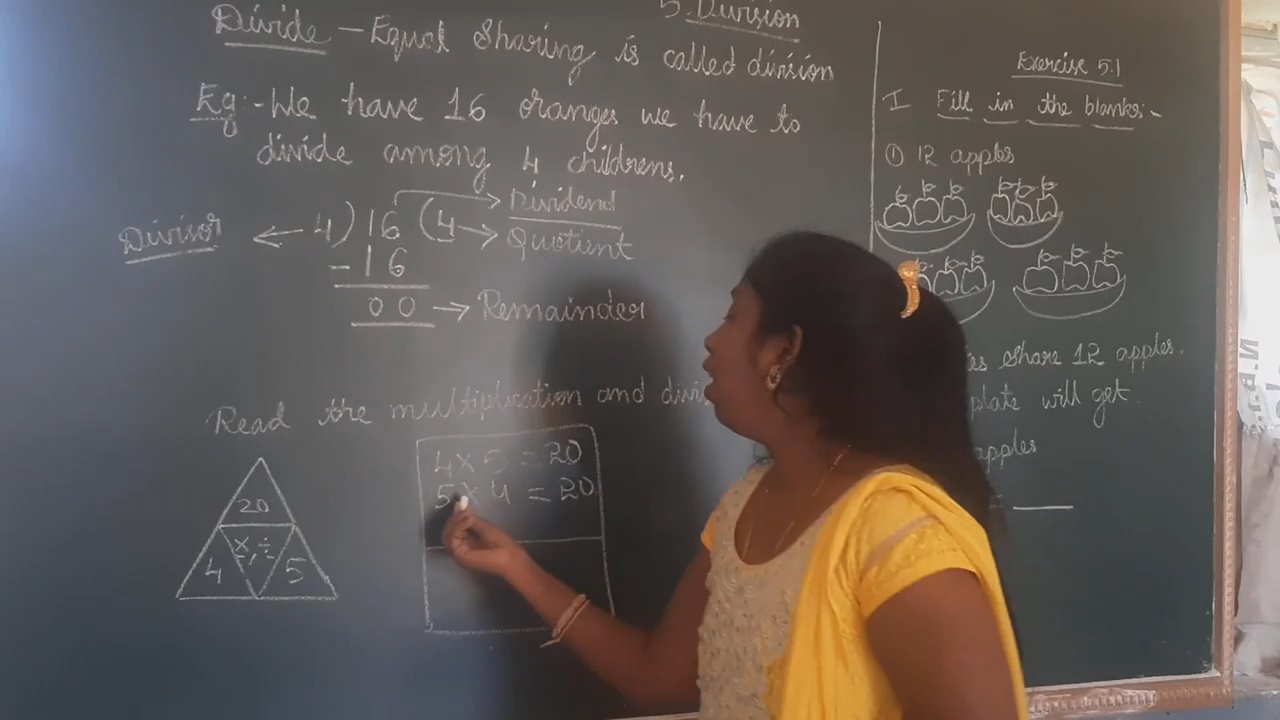 5. Division
Divide - Equal Sharing is called division
Eg:- We have 16 oranges we have to
divide among 4 childrens.
Dividend
Divisor ← 4) 16 (4 → Quotient
- 16
00 → Remainder
Read the multiplication and
4 x 5 = 20
5 x 4 = 20
20
x, ÷
4 5
Exercise 5.1
I Fill in the blanks:-
① 12 apples
share 12 apples.
plate will get
apples